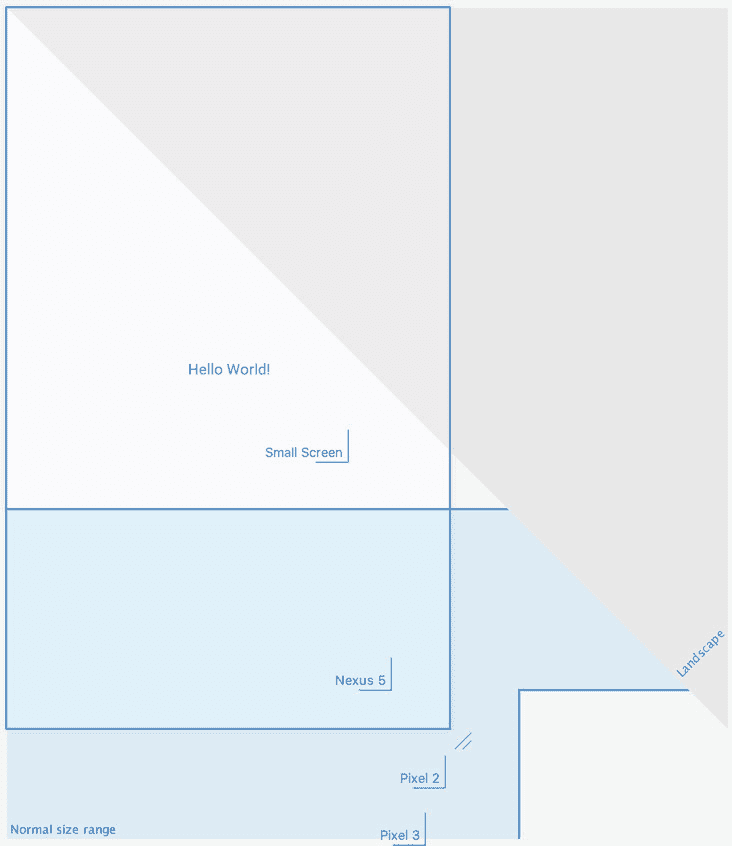 Hello World!
Small Screen
Landscape
Nexus 5
Pixel 2
Normal size range
Pixel 3